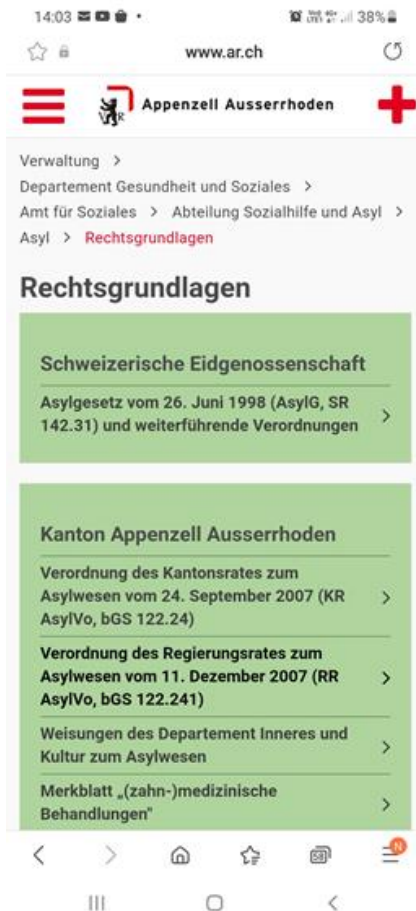 14:03
38%
www.ar.ch
Appenzell Ausserrhoden
Verwaltung >
Departement Gesundheit und Soziales >
Amt für Soziales > Abteilung Sozialhilfe und Asyl >
Asyl > Rechtsgrundlagen
Rechtsgrundlagen
Schweizerische Eidgenossenschaft
Asylgesetz vom 26. Juni 1998 (AsylG, SR
142.31) und weiterführende Verordnungen
Kanton Appenzell Ausserrhoden
Verordnung des Kantonsrates zum
Asylwesen vom 24. September 2007 (KR
AsylVo, bGS 122.24)
Verordnung des Regierungsrates zum
Asylwesen vom 11. Dezember 2007 (RR
AsylVo, bGS 122.241)
Weisungen des Departement Inneres und
Kultur zum Asylwesen
Merkblatt „(zahn-)medizinische
Behandlungen"
N